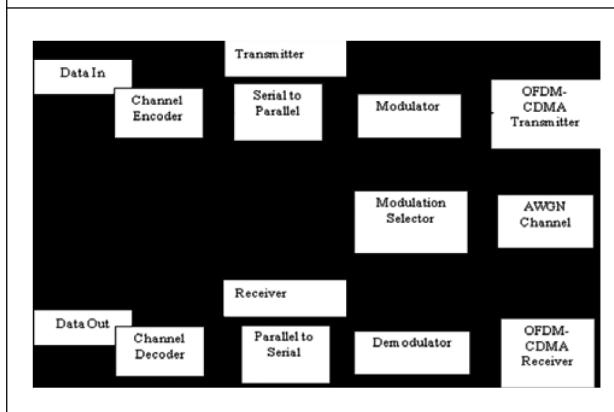 Transmitter
Data In
Channel
Encoder
Serial to
Parallel
Modulator
OFDM-
CDMA
Transmitter
Modulation
Selector
AWGN
Channel
Receiver
Data Out
Channel
Decoder
Parallel to
Serial
Demodulator
OFDM-
CDMA
Receiver